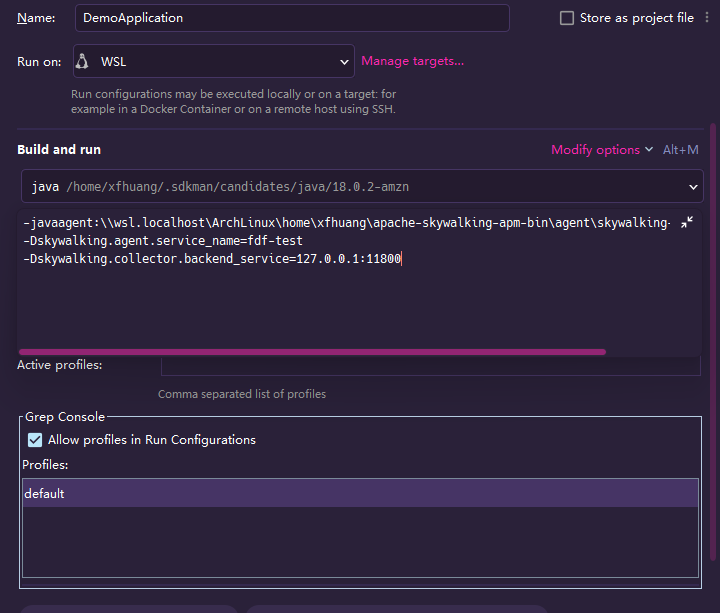 Name: DemoApplication Store as project file
Run on: WSL Manage targets...
Run configurations may be executed locally or on a target: for
example in a Docker Container or on a remote host using SSH.
Build and run Modify options Alt+M
java /home/xfhuang/.sdkman/candidates/java/18.0.2-amzn
-javaagent:\\wsl.localhost\ArchLinux\home\xfhuang\apache-skywalking-apm-bin\agent\skywalking-
-Dskywalking.agent.service_name=fdf-test
-Dskywalking.collector.backend_service=127.0.0.1:11800
Active profiles:
Comma separated list of profiles
Grep Console
Allow profiles in Run Configurations
Profiles:
default